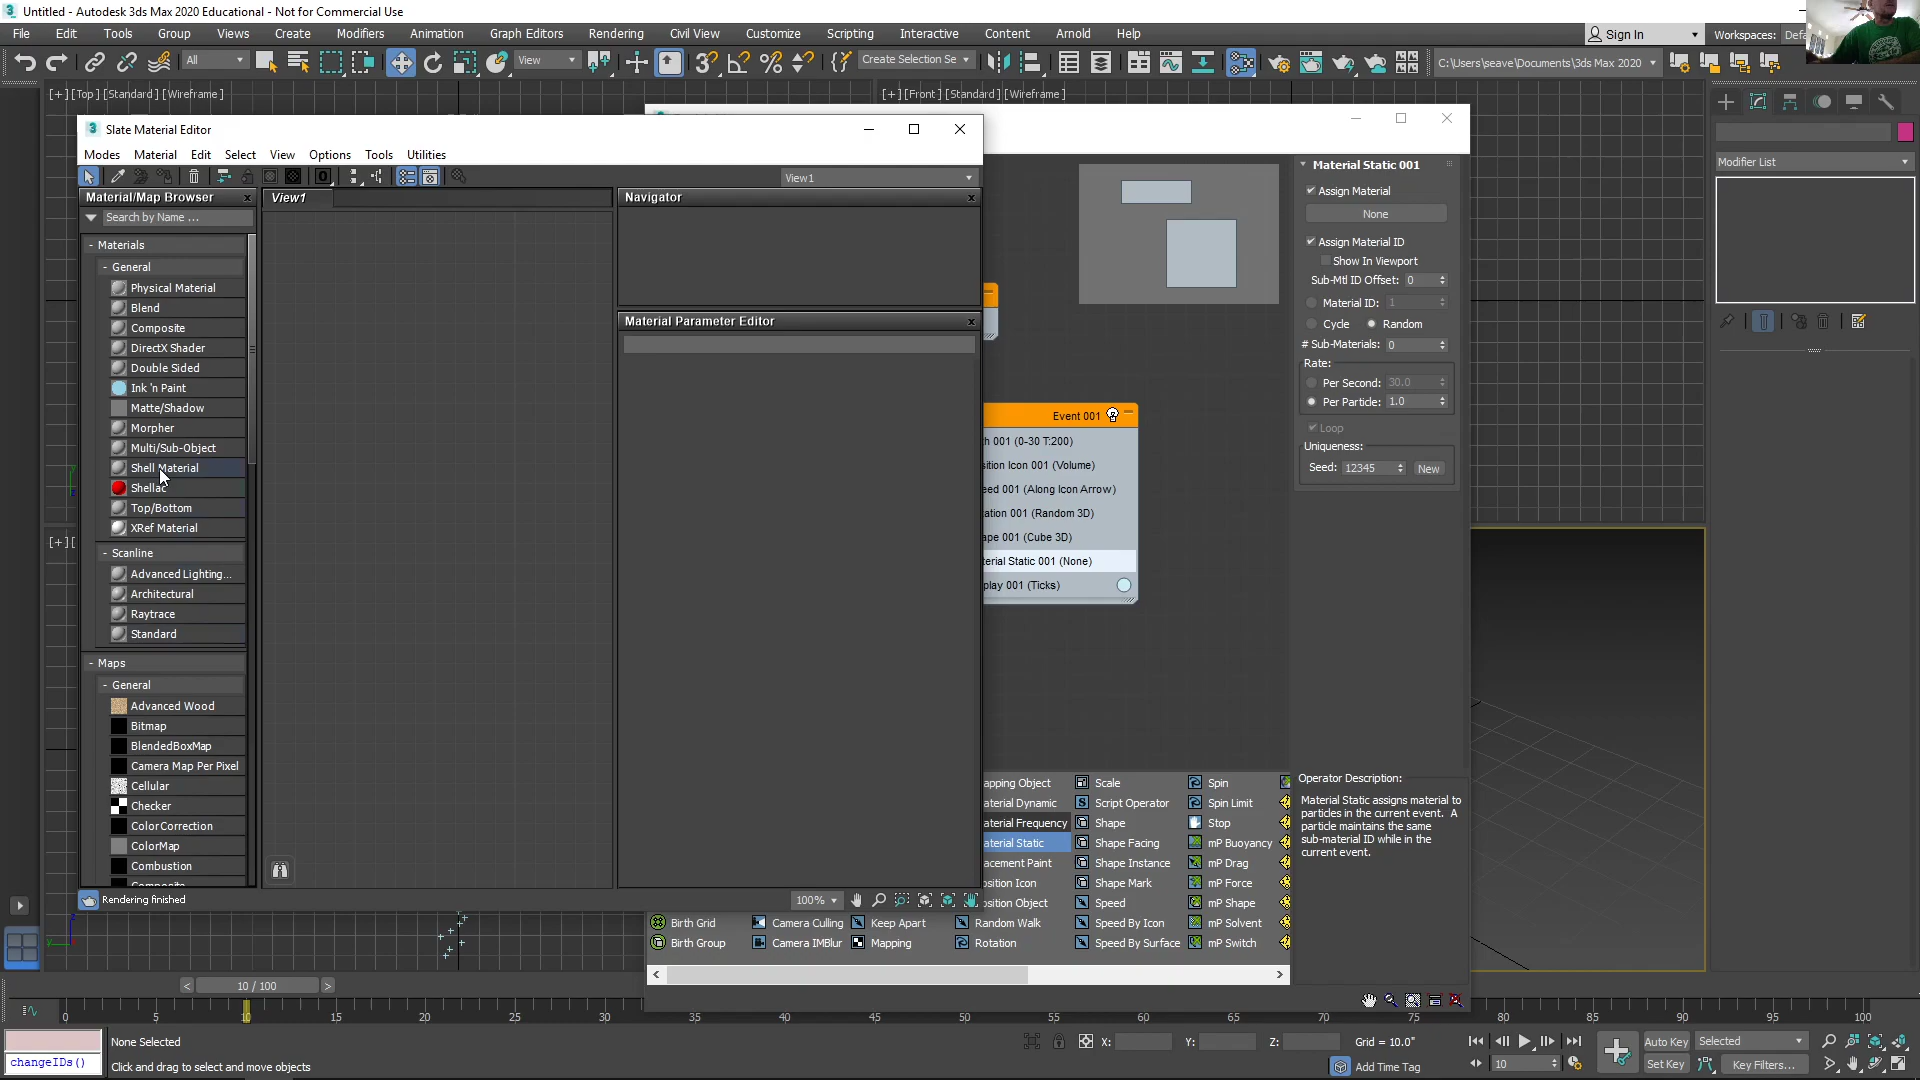 Untitled - Autodesk 3ds Max 2020 Educational - Not for Commercial Use
File Edit Tools Group Views Create Modifiers Animation Graph Editors Rendering Civil View Customize Scripting Interactive Content Arnold Help
Sign In Workspaces: Defa
All View Create Selection Se C:\Users\seave\Documents\3ds Max 2020
[+] [Top] [Standard] [Wireframe]
[+] [Front] [Standard] [Wireframe]
Slate Material Editor
Modes Material Edit Select View Options Tools Utilities
View1
Material/Map Browser
Search by Name ...
- Materials
- General
Physical Material
Blend
Composite
DirectX Shader
Double Sided
Ink 'n Paint
Matte/Shadow
Morpher
Multi/Sub-Object
Shell Material
Shellac
Top/Bottom
XRef Material
- Scanline
Advanced Lighting...
Architectural
Raytrace
Standard
- Maps
- General
Advanced Wood
Bitmap
BlendedBoxMap
Camera Map Per Pixel
Cellular
Checker
ColorCorrection
ColorMap
Combustion
Composite
View1
Navigator
Material Parameter Editor
Rendering finished
100%
Event 001
th 001 (0-30 T:200)
sition Icon 001 (Volume)
eed 001 (Along Icon Arrow)
tation 001 (Random 3D)
ape 001 (Cube 3D)
terial Static 001 (None)
play 001 (Ticks)
Material Static 001
Assign Material
None
Assign Material ID
Show In Viewport
Sub-Mtl ID Offset: 0
Material ID: 1
Cycle Random
# Sub-Materials: 0
Rate:
Per Second: 30.0
Per Particle: 1.0
Loop
Uniqueness:
Seed: 12345 New
Modifier List
apping Object Scale Spin
aterial Dynamic Script Operator Spin Limit
aterial Frequency Shape Stop
aterial Static Shape Facing mP Buoyancy
acement Paint Shape Instance mP Drag
osition Icon Shape Mark mP Force
osition Object Speed mP Shape
Birth Grid Camera Culling Keep Apart Random Walk Speed By Icon mP Solvent
Birth Group Camera IMBlur Mapping Rotation Speed By Surface mP Switch
Operator Description:
Material Static assigns material to
particles in the current event. A
particle maintains the same
sub-material ID while in the
current event.
[+] [
10 / 100
0 5 10 15 20 25 30 35 40 45 50 55 60 65 70 75 80 85 90 95 100
None Selected
X: Y: Z: Grid = 10.0"
Auto Key Selected
changeIDs()
Click and drag to select and move objects
Add Time Tag
10
Set Key Key Filters...